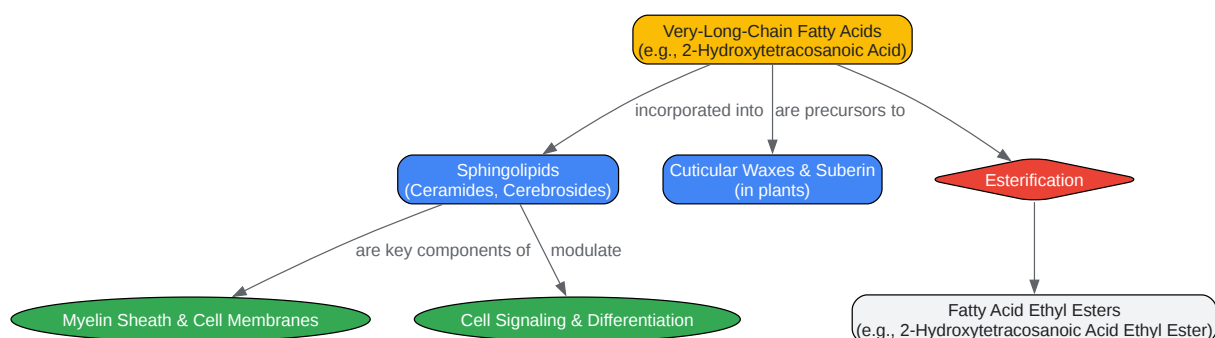 Very-Long-Chain Fatty Acids
(e.g., 2-Hydroxytetracosanoic Acid)
incorporated into
are precursors to
Sphingolipids
(Ceramides, Cerebrosides)
Cuticular Waxes & Suberin
(in plants)
Esterification
are key components of
modulate
Myelin Sheath & Cell Membranes
Cell Signaling & Differentiation
Fatty Acid Ethyl Esters
(e.g., 2-Hydroxytetracosanoic Acid Ethyl Ester)